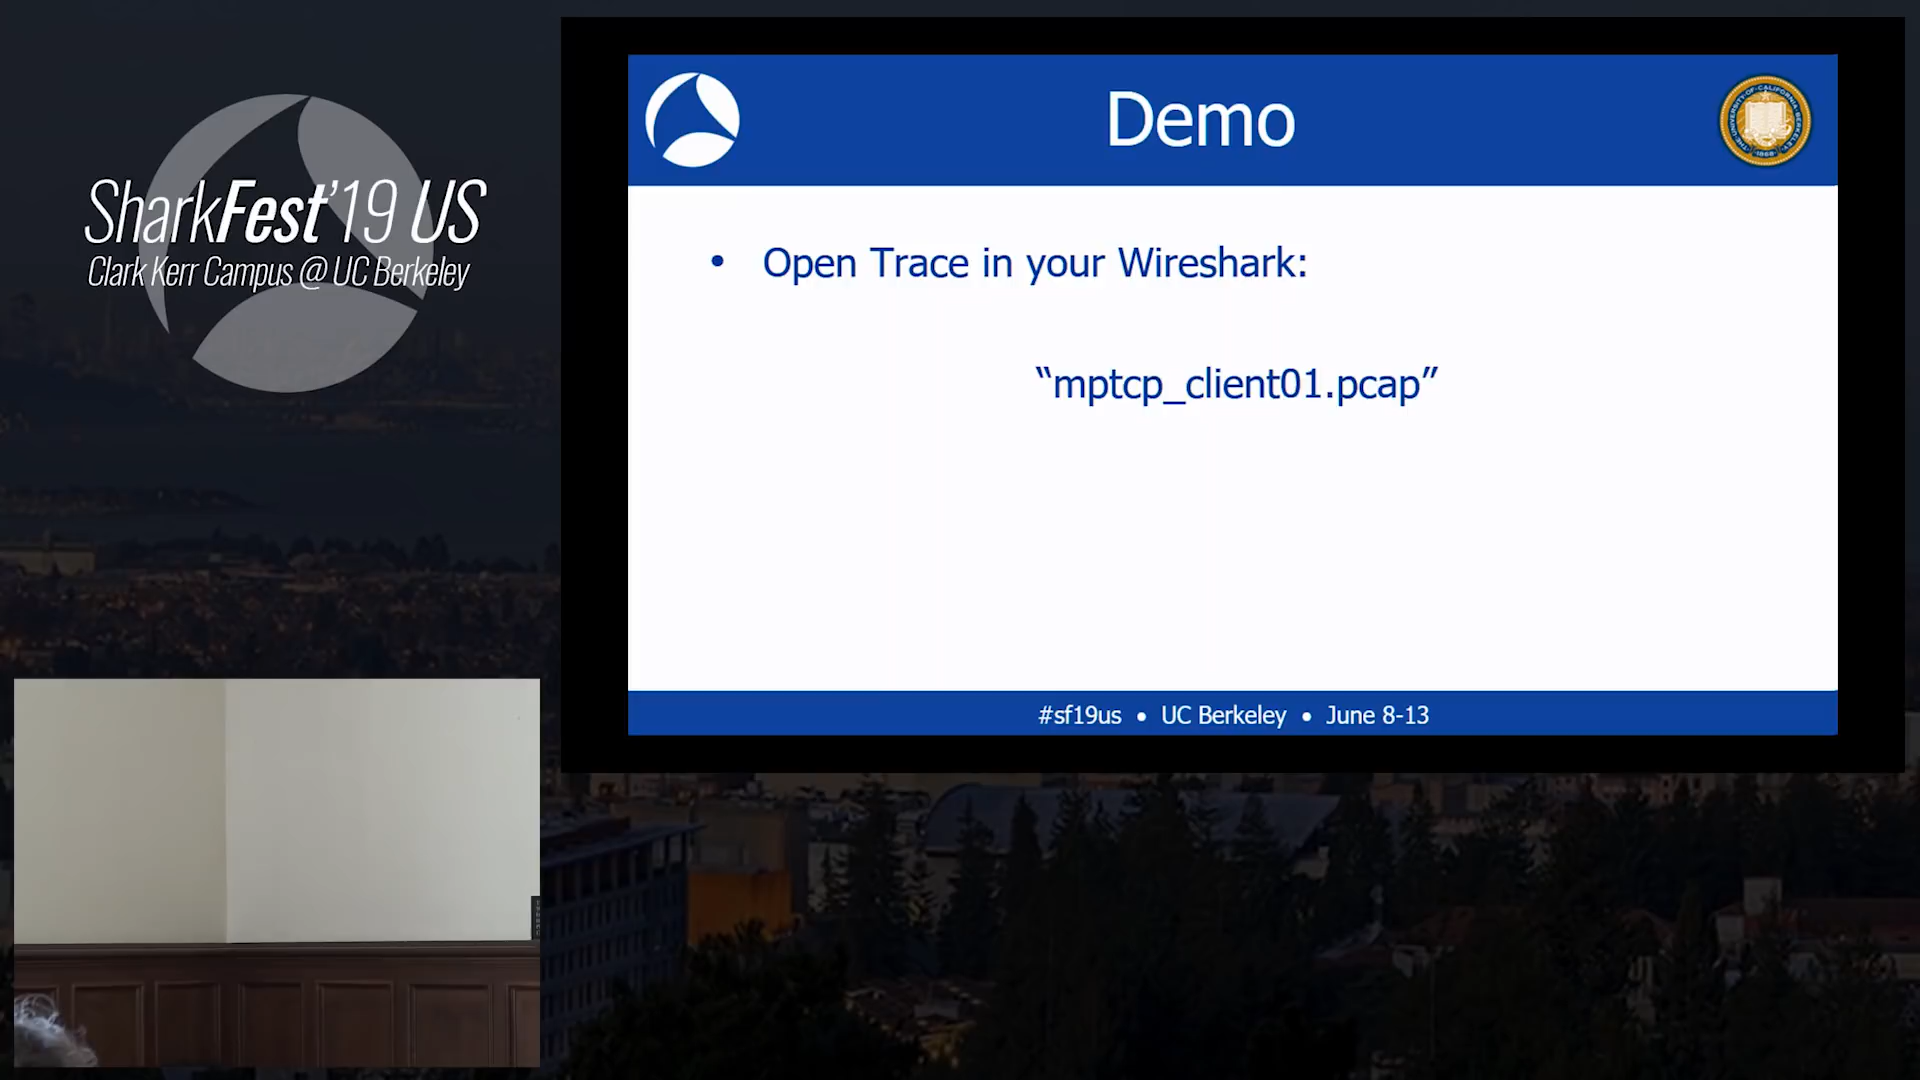 SharkFest'19 US
Clark Kerr Campus @ UC Berkeley
Demo
• Open Trace in your Wireshark:
“mptcp_client01.pcap”
#sf19us • UC Berkeley • June 8-13